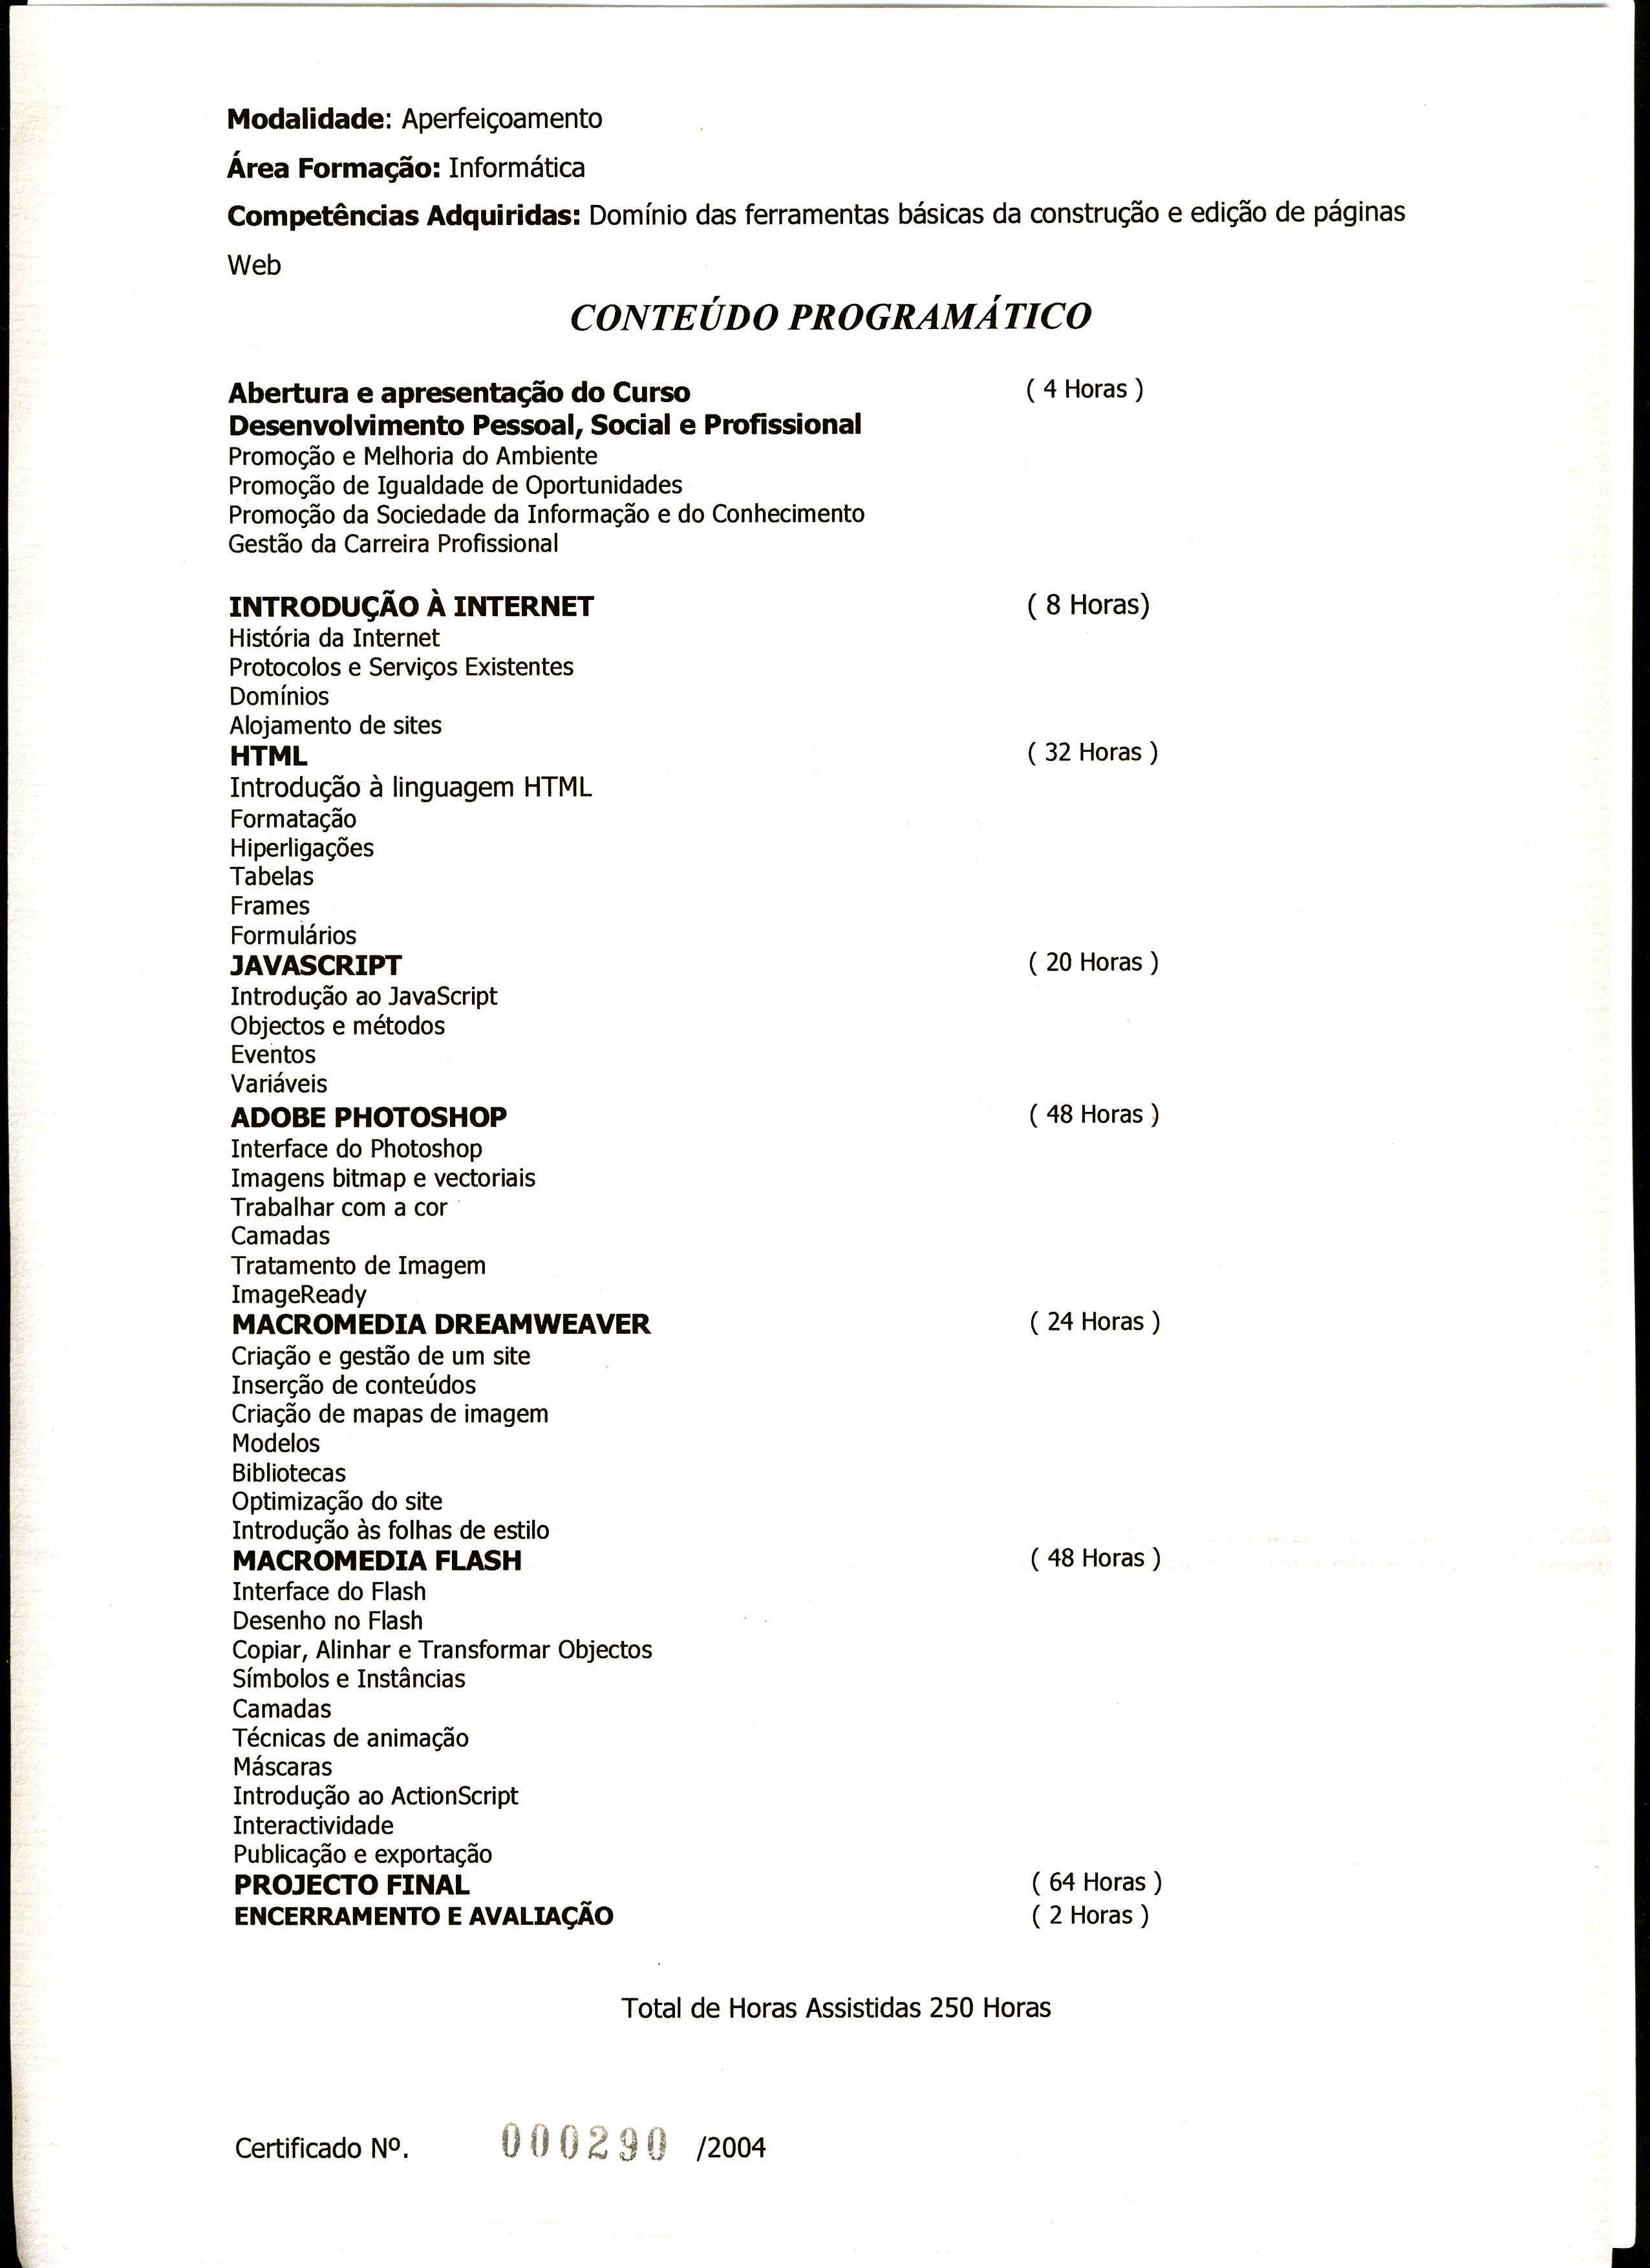 Modalidade: Aperfeiçoamento
Área Formação: Informática
Competências Adquiridas: Domínio das ferramentas básicas da construção e edição de páginas
Web
CONTEÚDO PROGRAMÁTICO
Abertura e apresentação do Curso ( 4 Horas )
Desenvolvimento Pessoal, Social e Profissional
Promoção e Melhoria do Ambiente
Promoção de Igualdade de Oportunidades
Promoção da Sociedade da Informação e do Conhecimento
Gestão da Carreira Profissional
INTRODUÇÃO À INTERNET ( 8 Horas)
História da Internet
Protocolos e Serviços Existentes
Domínios
Alojamento de sites
HTML ( 32 Horas )
Introdução à linguagem HTML
Formatação
Hiperligações
Tabelas
Frames
Formulários
JAVASCRIPT ( 20 Horas )
Introdução ao JavaScript
Objectos e métodos
Eventos
Variáveis
ADOBE PHOTOSHOP ( 48 Horas )
Interface do Photoshop
Imagens bitmap e vectoriais
Trabalhar com a cor
Camadas
Tratamento de Imagem
ImageReady
MACROMEDIA DREAMWEAVER ( 24 Horas )
Criação e gestão de um site
Inserção de conteúdos
Criação de mapas de imagem
Modelos
Bibliotecas
Optimização do site
Introdução às folhas de estilo
MACROMEDIA FLASH ( 48 Horas )
Interface do Flash
Desenho no Flash
Copiar, Alinhar e Transformar Objectos
Símbolos e Instâncias
Camadas
Técnicas de animação
Máscaras
Introdução ao ActionScript
Interactividade
Publicação e exportação
PROJECTO FINAL ( 64 Horas )
ENCERRAMENTO E AVALIAÇÃO ( 2 Horas )
Total de Horas Assistidas 250 Horas
Certificado Nº. 000290 /2004